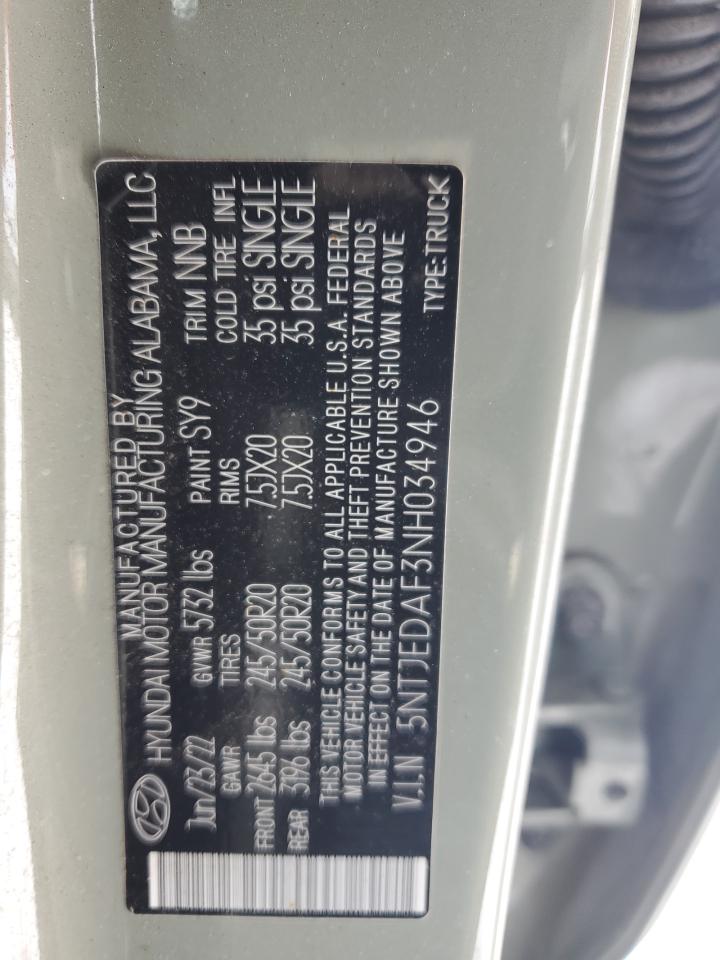 MANUFACTURED BY
HYUNDAI MOTOR MANUFACTURING ALABAMA, LLC
Jun/23/22 GVWR 5732 lbs PAINT SY9 TRIM NNB
GAWR TIRES RIMS COLD TIRE INFL
FRONT 2645 lbs 245/50R20 7.5JX20 35 psi SINGLE
REAR 3196 lbs 245/50R20 7.5JX20 35 psi SINGLE
THIS VEHICLE CONFORMS TO ALL APPLICABLE U.S.A. FEDERAL
MOTOR VEHICLE SAFETY AND THEFT PREVENTION STANDARDS
IN EFFECT ON THE DATE OF MANUFACTURE SHOWN ABOVE
V.I.N 5NTJEDAF3NH034946
TYPE: TRUCK